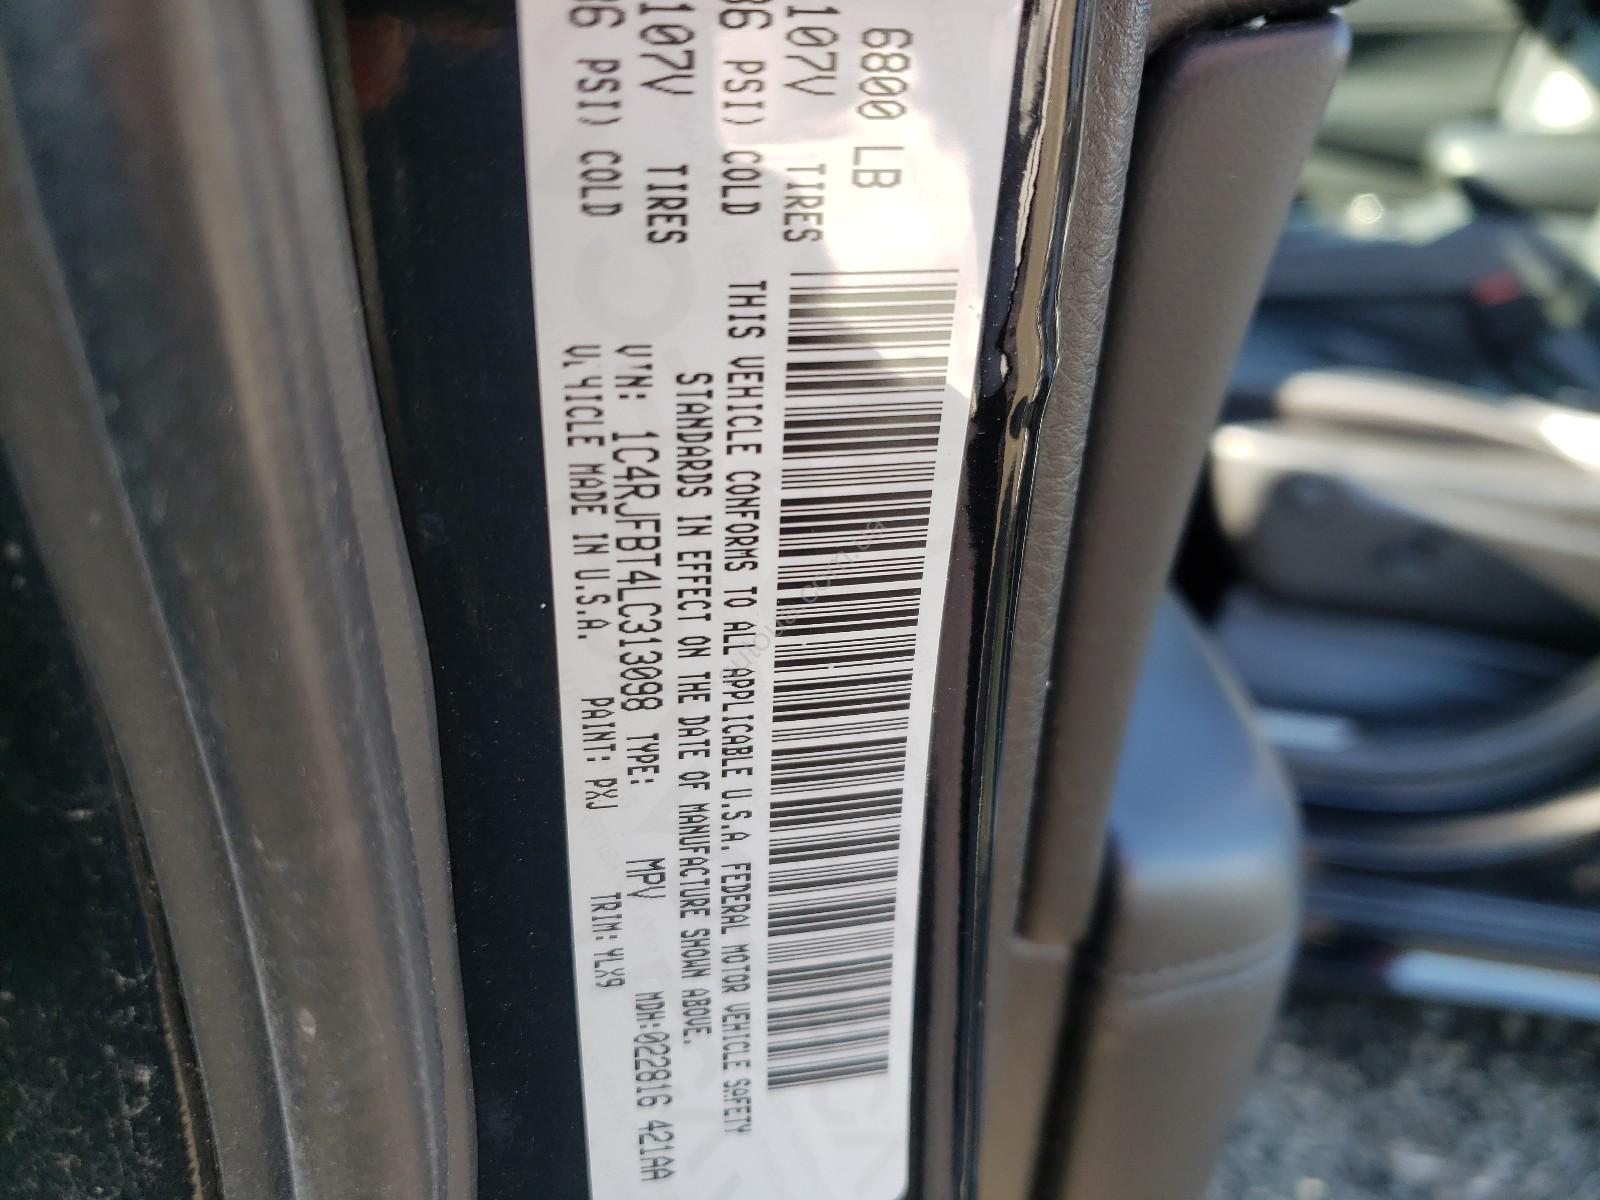 6800 LB
107V TIRES
36 PSI) COLD
107V TIRES
36 PSI) COLD
THIS VEHICLE CONFORMS TO ALL APPLICABLE U.S.A. FEDERAL MOTOR VEHICLE SAFETY
STANDARDS IN EFFECT ON THE DATE OF MANUFACTURE SHOWN ABOVE.
VIN: 1C4RJFBT4LC313098 TYPE: MPV MDH:022816 421AA
VEHICLE MADE IN U.S.A. PAINT: PXJ TRIM: YLX9